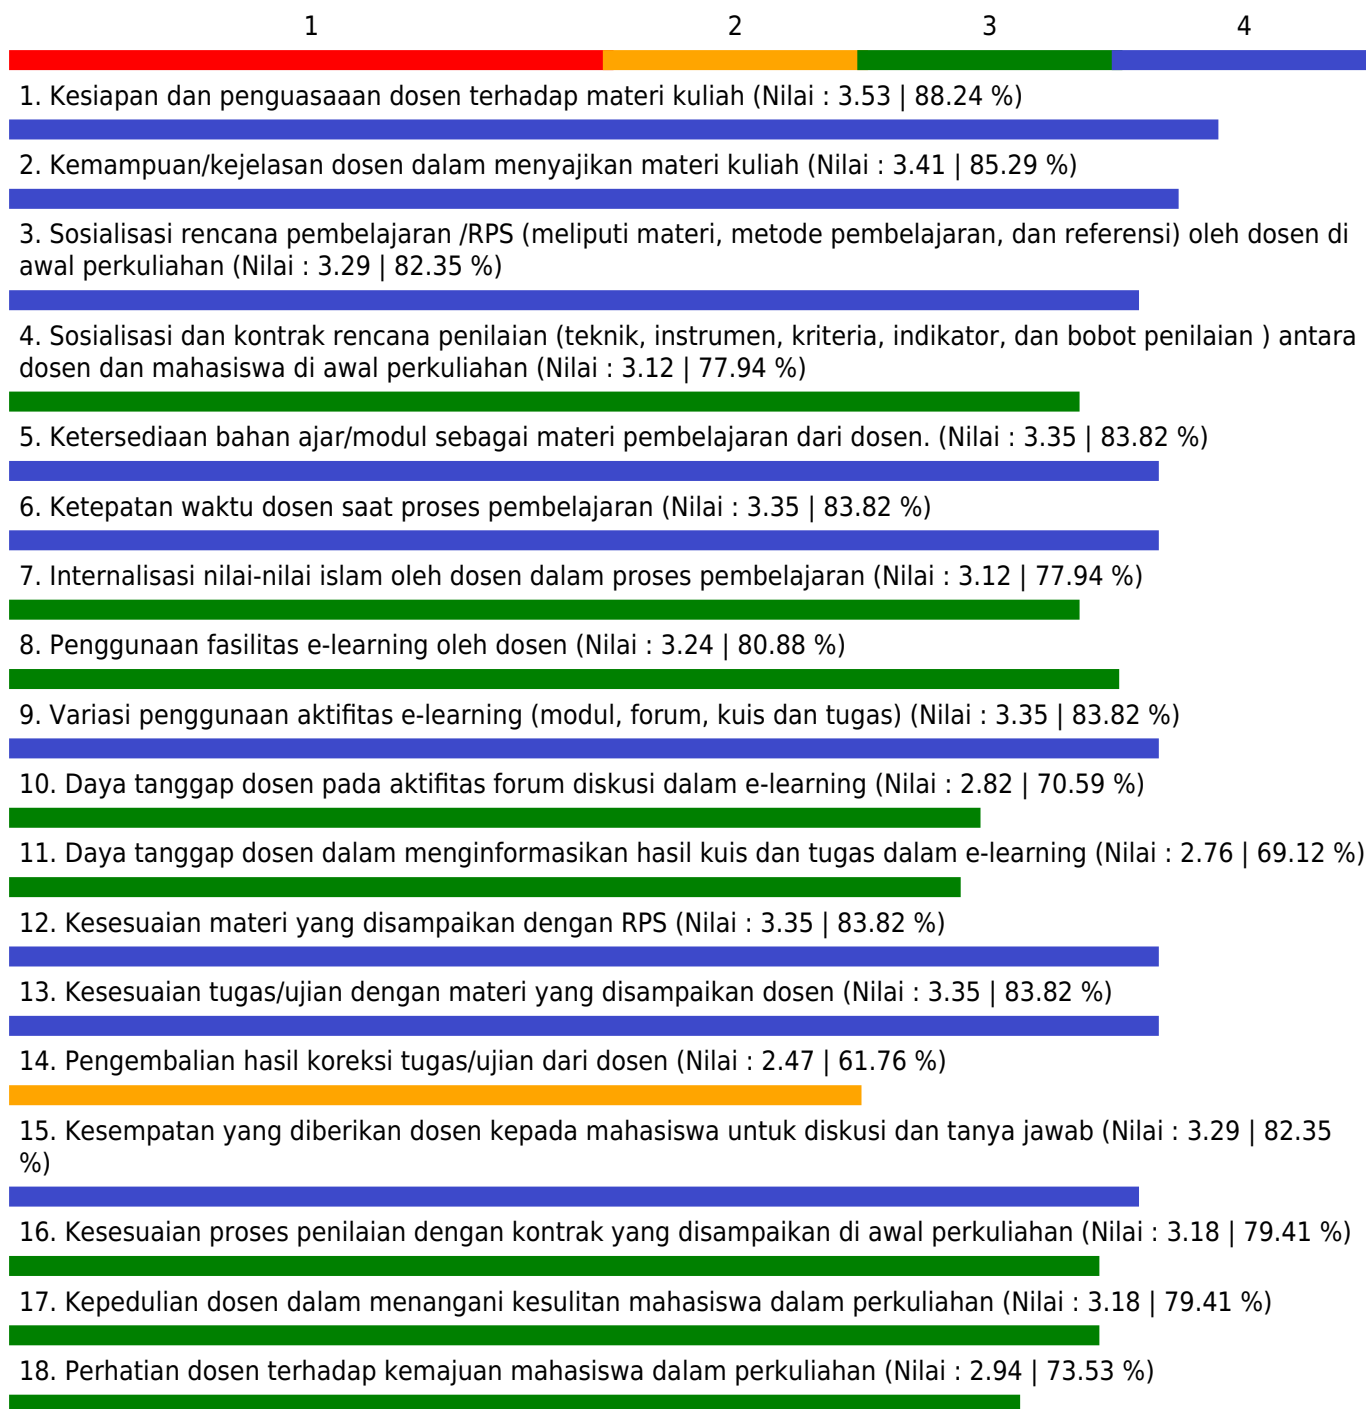 1 2 3 4
1. Kesiapan dan penguasaaan dosen terhadap materi kuliah (Nilai : 3.53 | 88.24 %)
2. Kemampuan/kejelasan dosen dalam menyajikan materi kuliah (Nilai : 3.41 | 85.29 %)
3. Sosialisasi rencana pembelajaran /RPS (meliputi materi, metode pembelajaran, dan referensi) oleh dosen di
awal perkuliahan (Nilai : 3.29 | 82.35 %)
4. Sosialisasi dan kontrak rencana penilaian (teknik, instrumen, kriteria, indikator, dan bobot penilaian ) antara
dosen dan mahasiswa di awal perkuliahan (Nilai : 3.12 | 77.94 %)
5. Ketersediaan bahan ajar/modul sebagai materi pembelajaran dari dosen. (Nilai : 3.35 | 83.82 %)
6. Ketepatan waktu dosen saat proses pembelajaran (Nilai : 3.35 | 83.82 %)
7. Internalisasi nilai-nilai islam oleh dosen dalam proses pembelajaran (Nilai : 3.12 | 77.94 %)
8. Penggunaan fasilitas e-learning oleh dosen (Nilai : 3.24 | 80.88 %)
9. Variasi penggunaan aktifitas e-learning (modul, forum, kuis dan tugas) (Nilai : 3.35 | 83.82 %)
10. Daya tanggap dosen pada aktifitas forum diskusi dalam e-learning (Nilai : 2.82 | 70.59 %)
11. Daya tanggap dosen dalam menginformasikan hasil kuis dan tugas dalam e-learning (Nilai : 2.76 | 69.12 %)
12. Kesesuaian materi yang disampaikan dengan RPS (Nilai : 3.35 | 83.82 %)
13. Kesesuaian tugas/ujian dengan materi yang disampaikan dosen (Nilai : 3.35 | 83.82 %)
14. Pengembalian hasil koreksi tugas/ujian dari dosen (Nilai : 2.47 | 61.76 %)
15. Kesempatan yang diberikan dosen kepada mahasiswa untuk diskusi dan tanya jawab (Nilai : 3.29 | 82.35
%)
16. Kesesuaian proses penilaian dengan kontrak yang disampaikan di awal perkuliahan (Nilai : 3.18 | 79.41 %)
17. Kepedulian dosen dalam menangani kesulitan mahasiswa dalam perkuliahan (Nilai : 3.18 | 79.41 %)
18. Perhatian dosen terhadap kemajuan mahasiswa dalam perkuliahan (Nilai : 2.94 | 73.53 %)